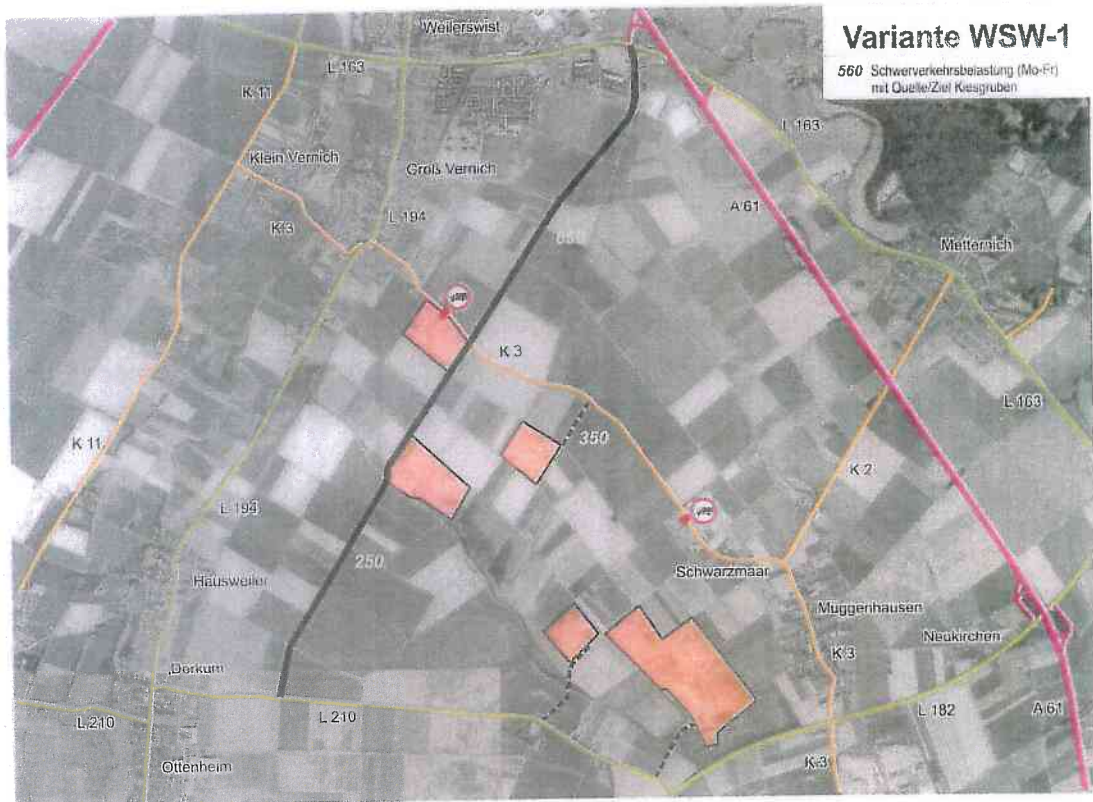 Variante WSW-1
560 Schwerverkehrsbelastung (Mo-Fr)
mit Quelle/Ziel Kiesgruben
Weilerswist
L 163
K 11
L 163
Klein Vernich
Groß Vernich
A 61
L 194
K 3
Metternich
K 3
L 163
350
K 11
K 2
L 194
250
Schwarzmaar
Hausweiler
Müggenhausen
Neukirchen
K 3
Derkum
L 210
L 210
L 182
A 61
Ottenheim
K 3